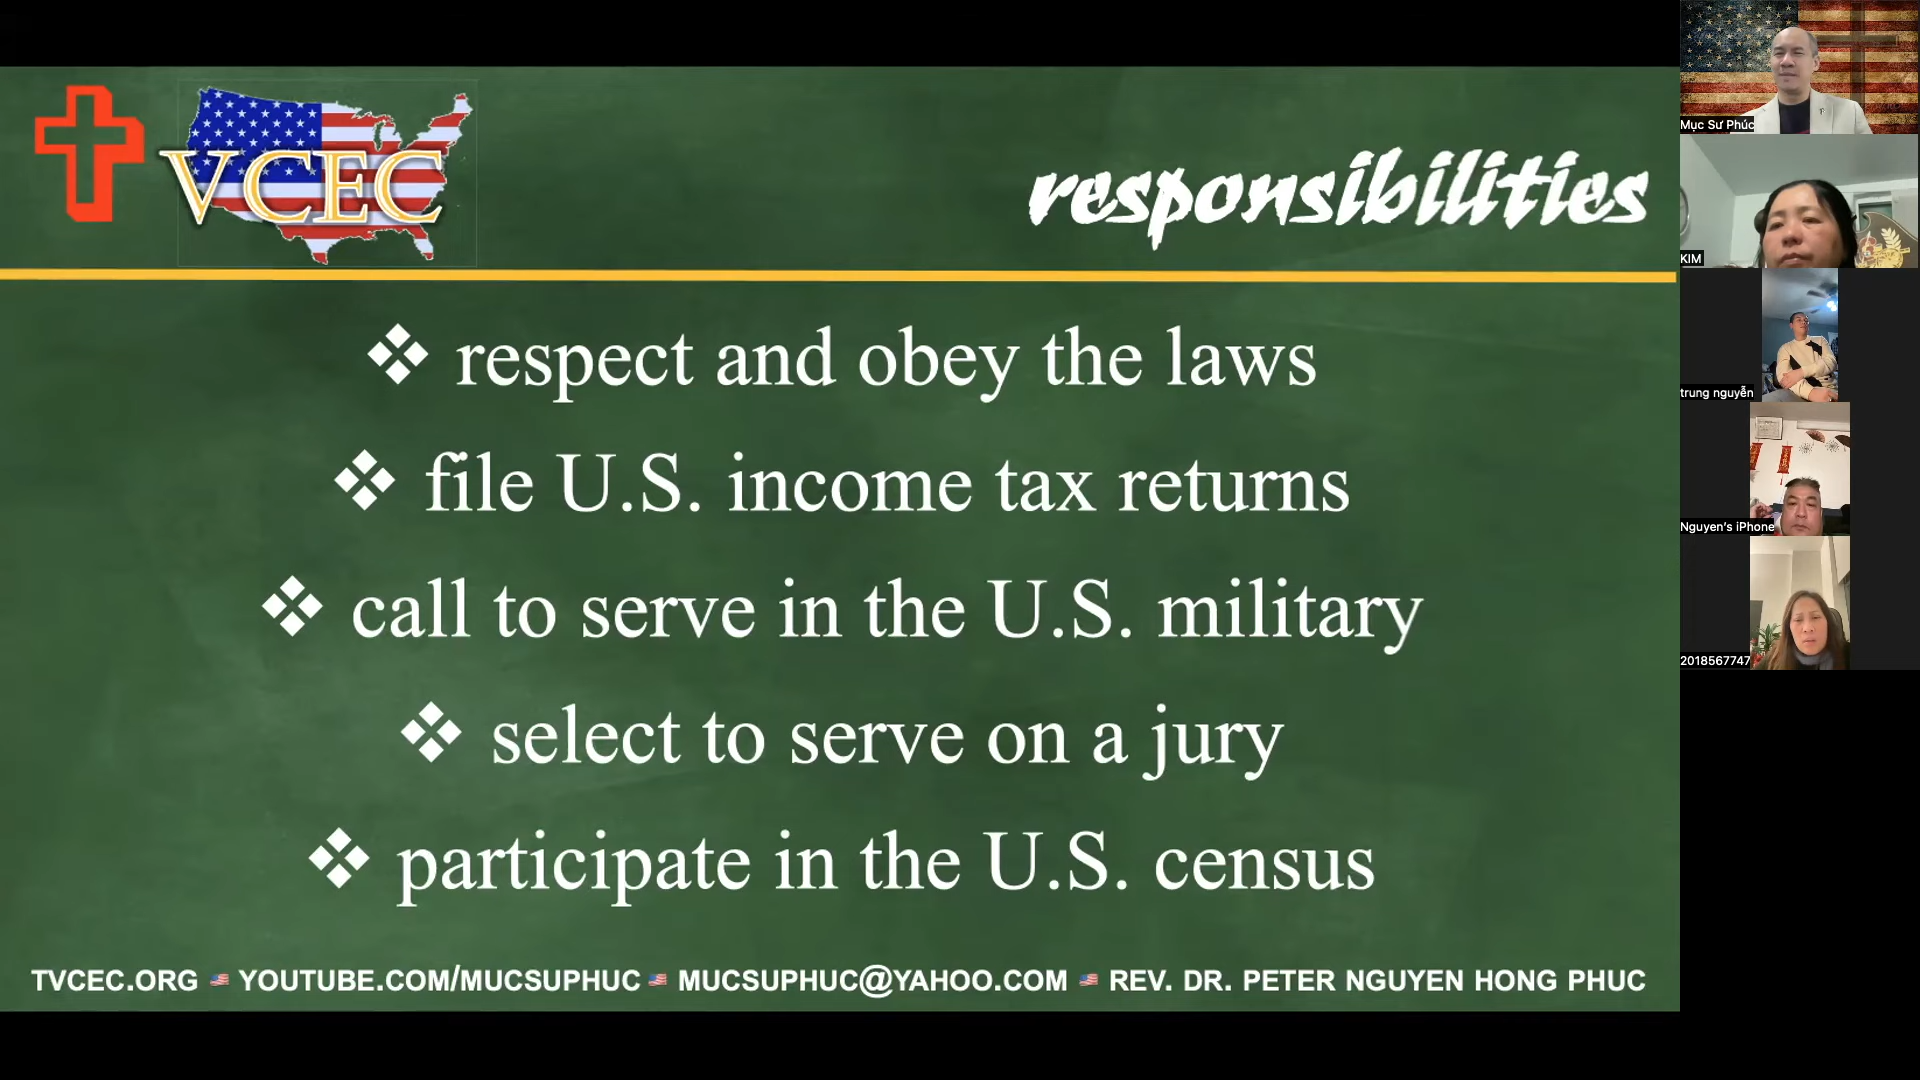 VCEC
responsibilities
❖ respect and obey the laws
❖ file U.S. income tax returns
❖ call to serve in the U.S. military
❖ select to serve on a jury
❖ participate in the U.S. census
TVCEC.ORG 🇺🇸 YOUTUBE.COM/MUCSUPHUC 🇺🇸 MUCSUPHUC@YAHOO.COM 🇺🇸 REV. DR. PETER NGUYEN HONG PHUC
Mục Sư Phúc
KIM
trung nguyễn
Nguyen's iPhone
2018567747